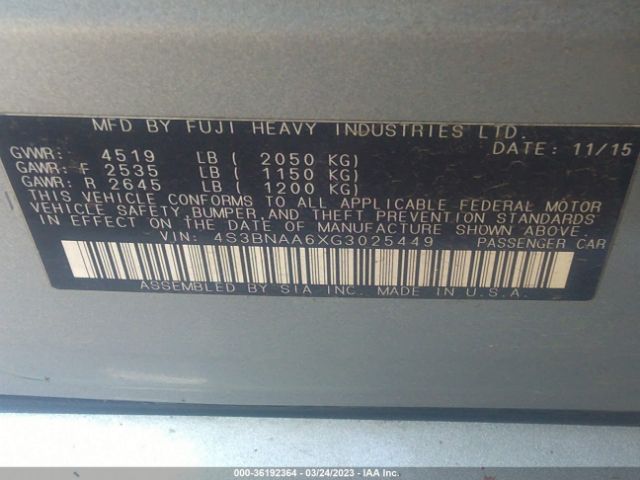 MFD BY FUJI HEAVY INDUSTRIES LTD.
GVWR: 4519 LB ( 2050 KG) DATE: 11/15
GAWR: F 2535 LB ( 1150 KG)
GAWR: R 2645 LB ( 1200 KG)
THIS VEHICLE CONFORMS TO ALL APPLICABLE FEDERAL MOTOR
VEHICLE SAFETY, BUMPER, AND THEFT PREVENTION STANDARDS
IN EFFECT ON THE DATE OF MANUFACTURE SHOWN ABOVE.
VIN: 4S3BNAA6XG3025449 PASSENGER CAR
ASSEMBLED BY SIA INC. MADE IN U.S.A.
000-36192364 - 03/24/2023 - IAA Inc.